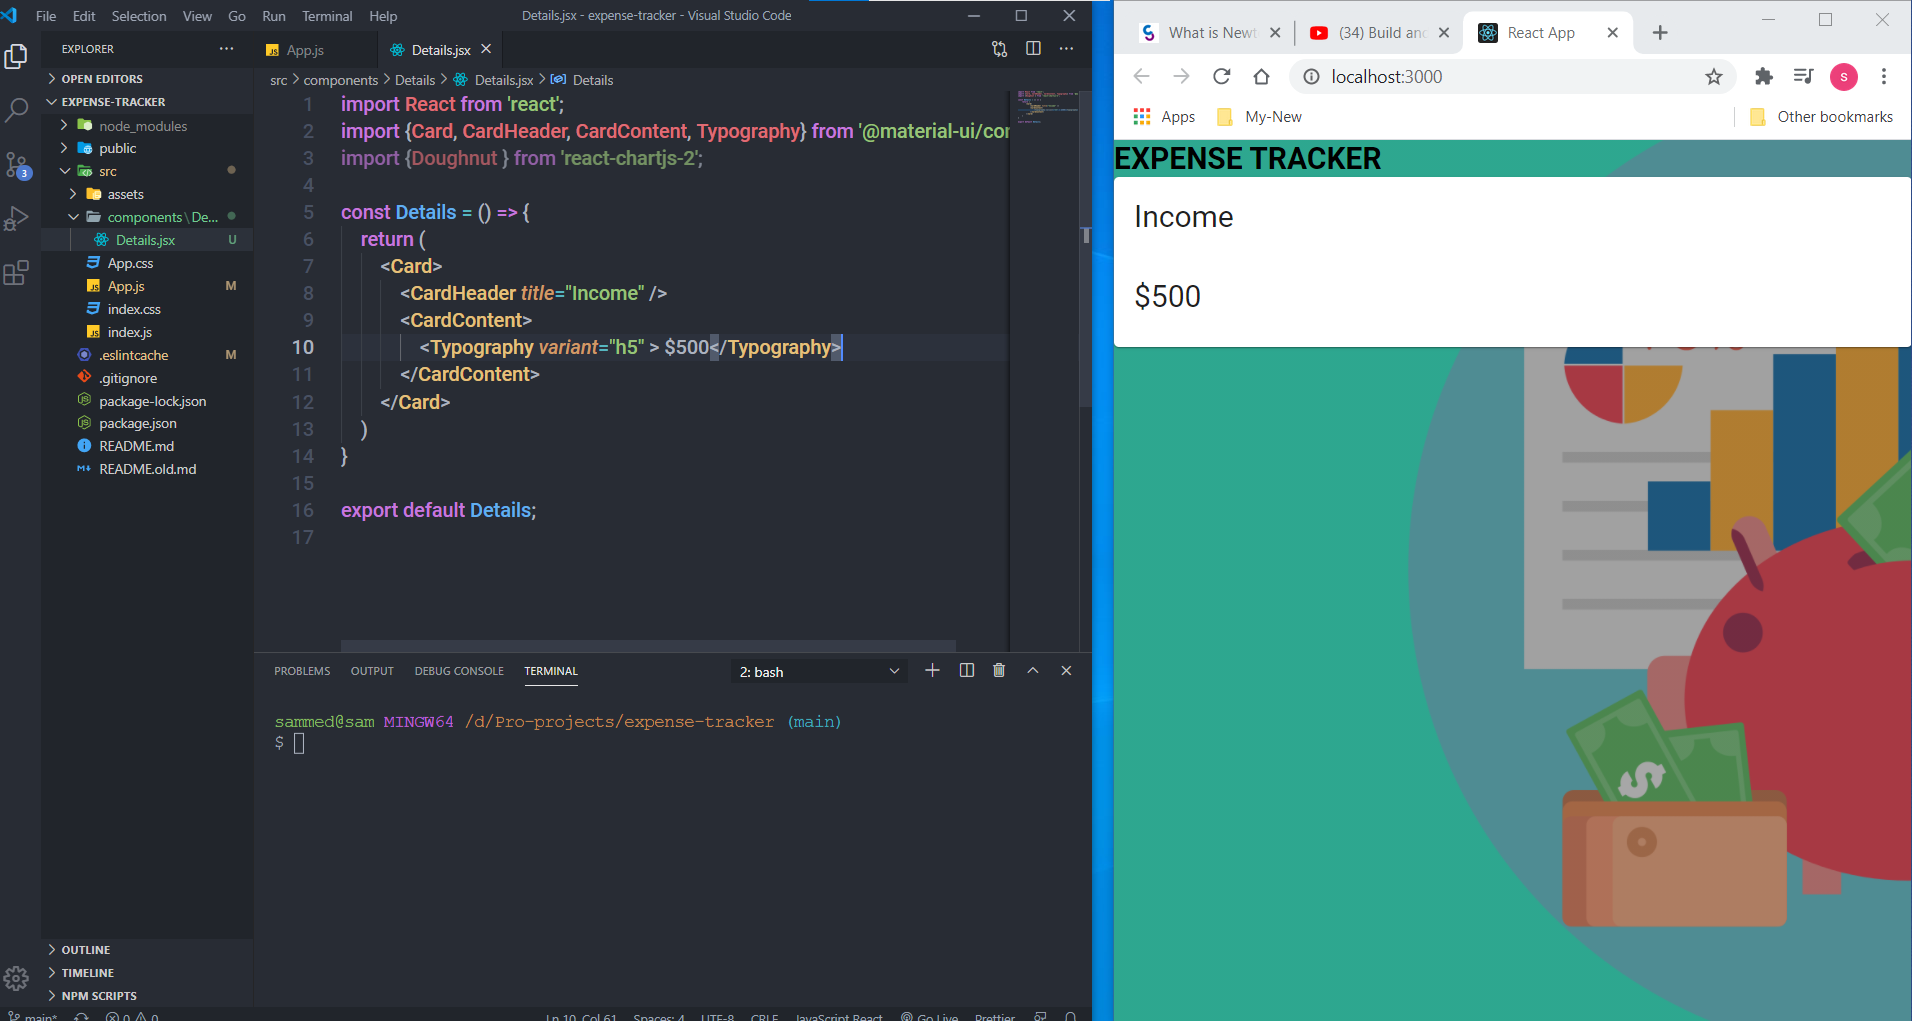 File Edit Selection View Go Run Terminal Help Details.jsx - expense-tracker - Visual Studio Code
EXPLORER
OPEN EDITORS
EXPENSE-TRACKER
node_modules
public
src
assets
components\De...
Details.jsx U
App.css
App.js M
index.css
index.js
.eslintcache M
.gitignore
package-lock.json
package.json
README.md
README.old.md
OUTLINE
TIMELINE
NPM SCRIPTS
3
App.js Details.jsx
src > components > Details > Details.jsx > Details
1 import React from 'react';
2 import {Card, CardHeader, CardContent, Typography} from '@material-ui/cor
3 import {Doughnut } from 'react-chartjs-2';
4
5 const Details = () => {
6 return (
7 <Card>
8 <CardHeader title="Income" />
9 <CardContent>
10 <Typography variant="h5" > $500</Typography>
11 </CardContent>
12 </Card>
13 )
14 }
15
16 export default Details;
17
PROBLEMS OUTPUT DEBUG CONSOLE TERMINAL 2: bash
sammed@sam MINGW64 /d/Pro-projects/expense-tracker (main)
$
main* 0 0 Ln 10, Col 61 Spaces: 4 UTF-8 CRLF JavaScript React Go Live Prettier
What is Newt (34) Build and React App
localhost:3000 s
Apps My-New Other bookmarks
EXPENSE TRACKER
Income
$500
$